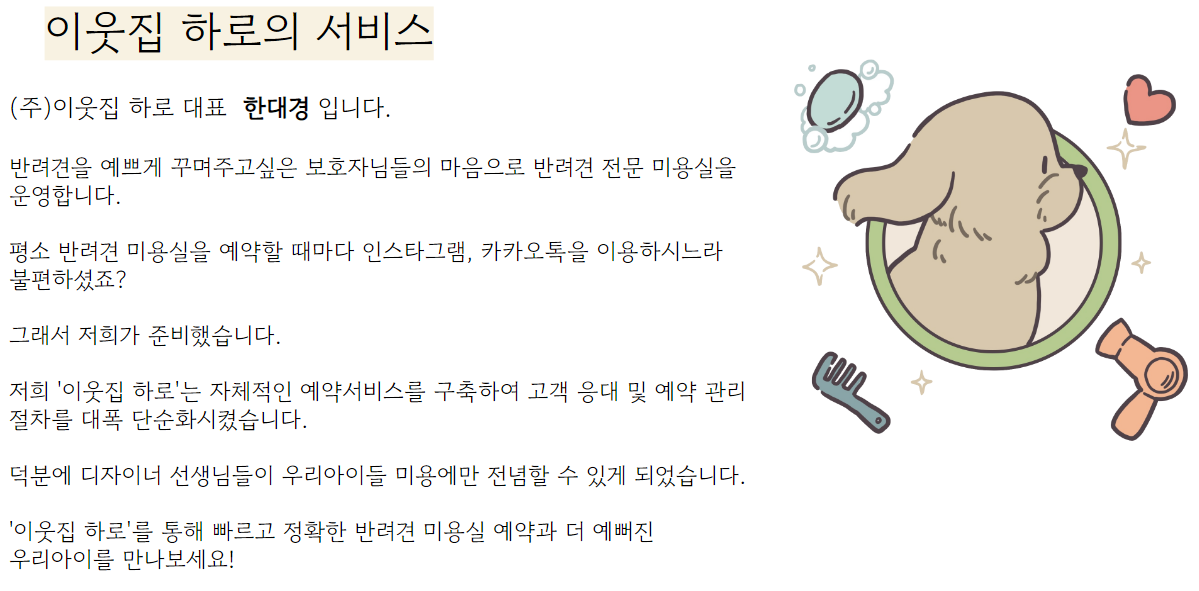 이웃집 하로의 서비스
(주)이웃집 하로 대표 한대경 입니다.
반려견을 예쁘게 꾸며주고싶은 보호자님들의 마음으로 반려견 전문 미용실을
운영합니다.
평소 반려견 미용실을 예약할 때마다 인스타그램, 카카오톡을 이용하시느라
불편하셨죠?
그래서 저희가 준비했습니다.
저희 '이웃집 하로'는 자체적인 예약서비스를 구축하여 고객 응대 및 예약 관리
절차를 대폭 단순화시켰습니다.
덕분에 디자이너 선생님들이 우리아이들 미용에만 전념할 수 있게 되었습니다.
'이웃집 하로'를 통해 빠르고 정확한 반려견 미용실 예약과 더 예뻐진
우리아이를 만나보세요!